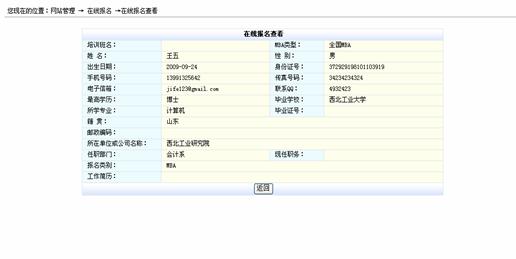 您现在的位置：网站管理 → 在线报名 →在线报名查看
在线报名查看
培训班名： MBA类型： 全国MBA
姓 名： 王五 性 别： 男
出生日期： 2009-09-24 身份证号： 372929198101103919
手机号码： 13991325642 传真号码： 34234234324
电子信箱： jife123@gmail.com 联系QQ： 4932423
最高学历： 博士 毕业学校： 西北工业大学
所学专业： 计算机 毕业证号：
籍 贯： 山东
邮政编码：
所在单位或公司名称： 西北工业研究院
任职部门： 会计系 现任职务：
报名类别： MBA
工作简历：
返回